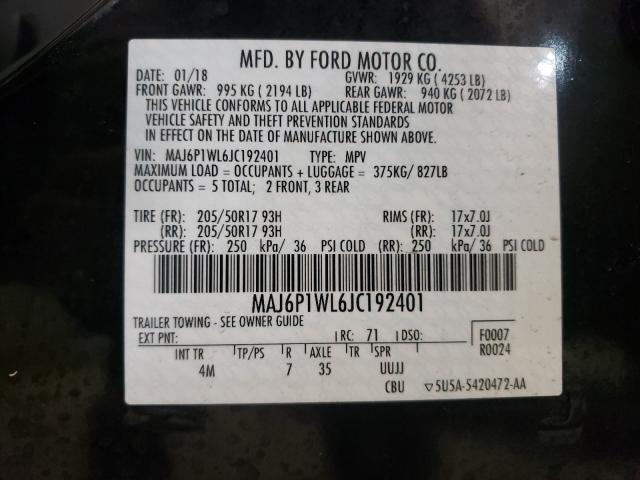 MFD. BY FORD MOTOR CO.
DATE: 01/18 GVWR: 1929 KG ( 4253 LB)
FRONT GAWR: 995 KG ( 2194 LB) REAR GAWR: 940 KG ( 2072 LB)
THIS VEHICLE CONFORMS TO ALL APPLICABLE FEDERAL MOTOR
VEHICLE SAFETY AND THEFT PREVENTION STANDARDS
IN EFFECT ON THE DATE OF MANUFACTURE SHOWN ABOVE.
VIN: MAJ6P1WL6JC192401 TYPE: MPV
MAXIMUM LOAD = OCCUPANTS + LUGGAGE = 375KG/ 827LB
OCCUPANTS = 5 TOTAL; 2 FRONT, 3 REAR
TIRE (FR): 205/50R17 93H RIMS (FR): 17x7.0J
(RR): 205/50R17 93H (RR): 17x7.0J
PRESSURE (FR): 250 kPa/ 36 PSI COLD (RR): 250 kPa/ 36 PSI COLD
MAJ6P1WL6JC192401
TRAILER TOWING - SEE OWNER GUIDE
EXT PNT: RC: 71 DSO: F0007
R0024
INT TR TP/PS R AXLE TR SPR
4M 7 35 UUJJ
CBU ▽5U5A-5420472-AA